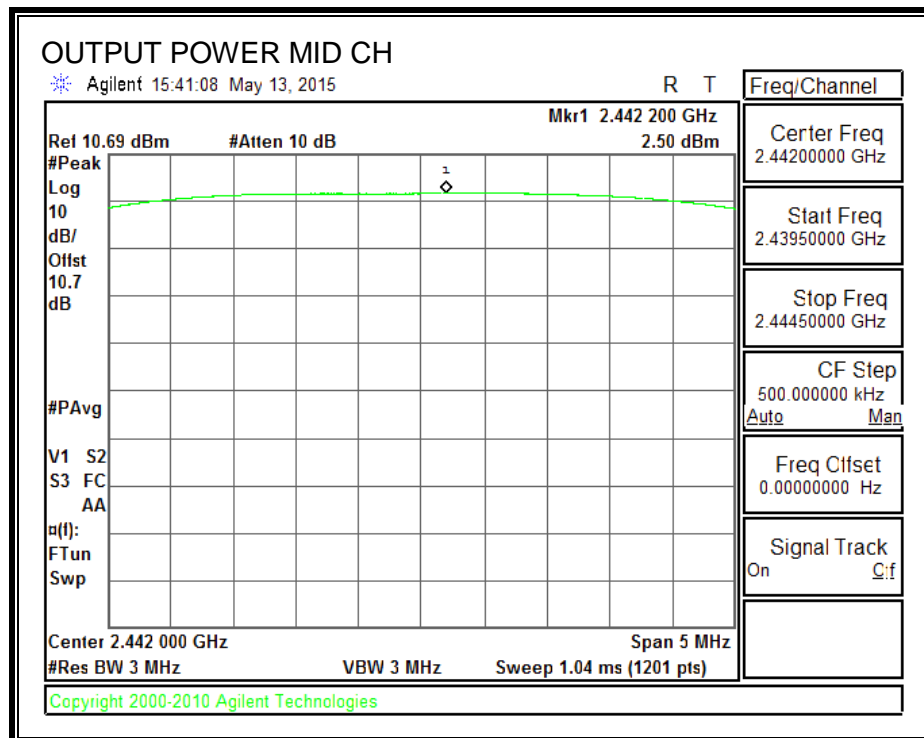 OUTPUT POWER MID CH
Agilent 15:41:08 May 13, 2015
R T
Mkr1 2.442 200 GHz
Ref 10.69 dBm #Atten 10 dB 2.50 dBm
#Peak
Log
10
dB/
Offst
10.7
dB
1
#PAvg
V1 S2
S3 FC
AA
¤(f):
FTun
Swp
Center 2.442 000 GHz Span 5 MHz
#Res BW 3 MHz VBW 3 MHz Sweep 1.04 ms (1201 pts)
Freq/Channel
Center Freq
2.44200000 GHz
Start Freq
2.43950000 GHz
Stop Freq
2.44450000 GHz
CF Step
500.000000 kHz
Auto Man
Freq Offset
0.00000000 Hz
Signal Track
On Off
Copyright 2000-2010 Agilent Technologies